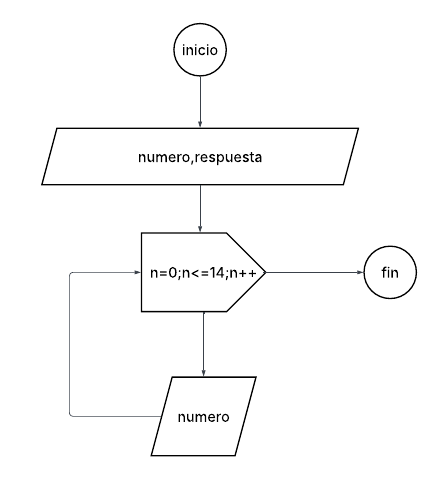 inicio
numero,respuesta
n=0;n<=14;n++
fin
numero